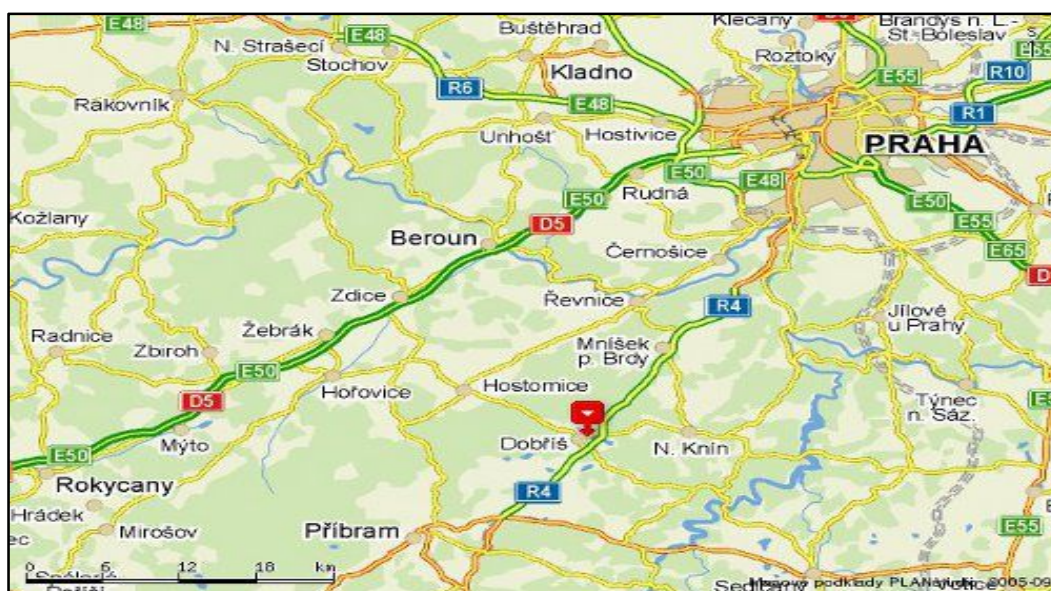 E48
Buštěhrad
Klecany
Brandýs n. L.-
St. Boleslav
N. Strašecí
E48
Stochov
Roztoky
Kladno
E55
R10
Rakovník
R6
E48
R1
Unhošť
Hostivice
PRAHA
E50
E48
Rudná
E50
E50
Kožlany
D5
E55
Beroun
Černošice
E65
Zdice
Řevnice
R4
Jílové
u Prahy
Radnice
Žebrák
Zbiroh
Mníšek
p. Brdy
E50
Hořovice
Hostomice
Týnec
n. Sáz.
D5
Mýto
Dobříš
N. Knín
E50
Rokycany
R4
Hrádek
Mirošov
Příbram
E55
0 6 12 18 km